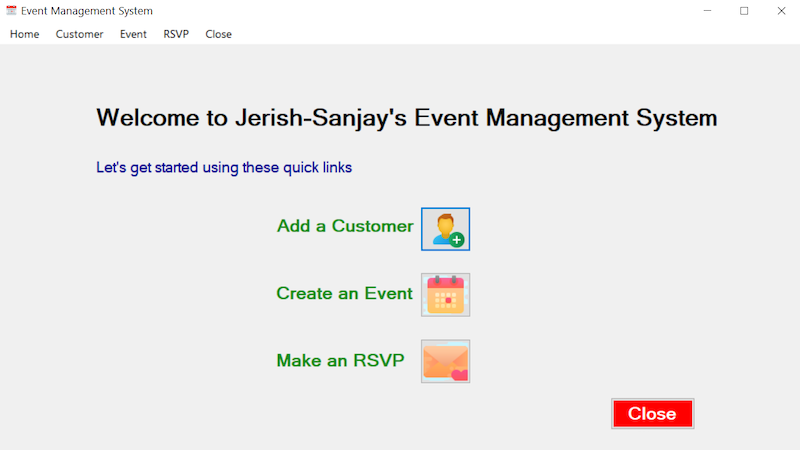 Event Management System
Home Customer Event RSVP Close
Welcome to Jerish-Sanjay's Event Management System
Let's get started using these quick links
Add a Customer
Create an Event
Make an RSVP
Close